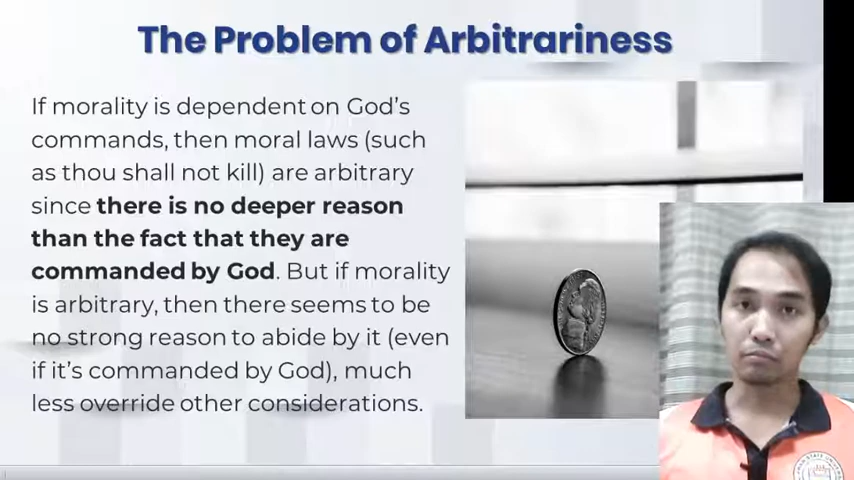 The Problem of Arbitrariness
If morality is dependent on God's
commands, then moral laws (such
as thou shall not kill) are arbitrary
since there is no deeper reason
than the fact that they are
commanded by God. But if morality
is arbitrary, then there seems to be
no strong reason to abide by it (even
if it's commanded by God), much
less override other considerations.